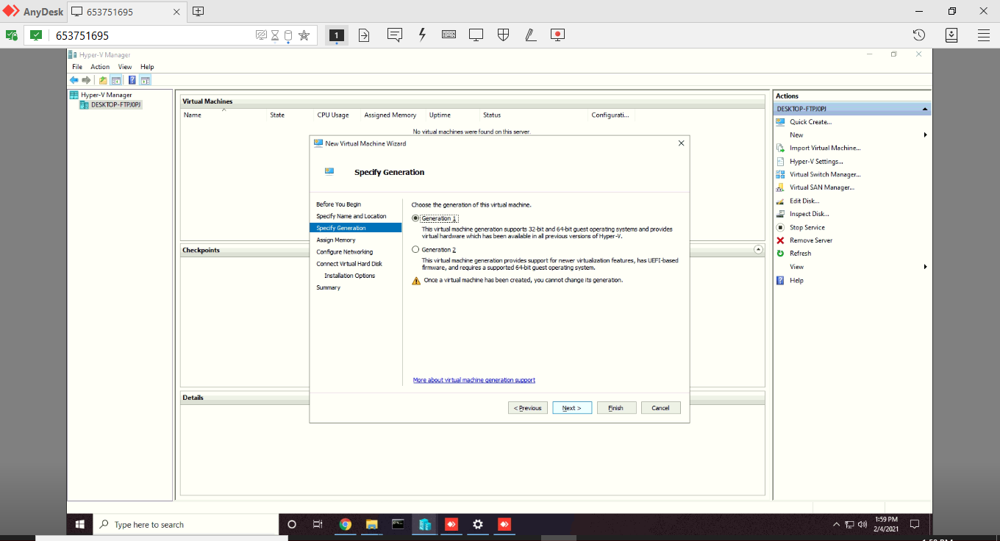 AnyDesk
653751695
653751695
1
Hyper-V Manager
File Action View Help
Hyper-V Manager
DESKTOP-FTPJ0PJ
Virtual Machines
Name State CPU Usage Assigned Memory Uptime Status Configurati...
No virtual machines were found on this server.
New Virtual Machine Wizard
Specify Generation
Before You Begin
Specify Name and Location
Specify Generation
Assign Memory
Configure Networking
Connect Virtual Hard Disk
Installation Options
Summary
Choose the generation of this virtual machine.
Generation 1
This virtual machine generation supports 32-bit and 64-bit guest operating systems and provides
virtual hardware which has been available in all previous versions of Hyper-V.
Generation 2
This virtual machine generation provides support for newer virtualization features, has UEFI-based
firmware, and requires a supported 64-bit guest operating system.
Once a virtual machine has been created, you cannot change its generation.
More about virtual machine generation support
< Previous Next > Finish Cancel
Checkpoints
Details
Actions
DESKTOP-FTPJ0PJ
Quick Create...
New
Import Virtual Machine...
Hyper-V Settings...
Virtual Switch Manager...
Virtual SAN Manager...
Edit Disk...
Inspect Disk...
Stop Service
Remove Server
Refresh
View
Help
Type here to search
1:59 PM
2/4/2021